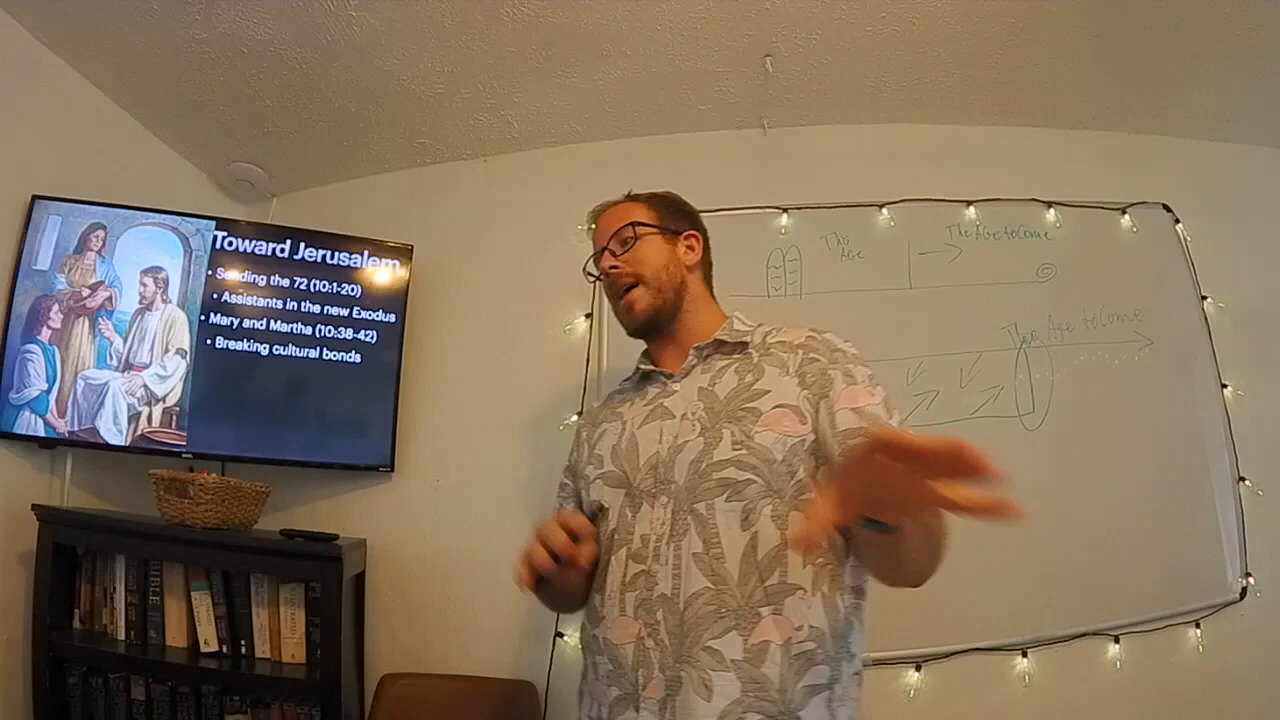 Toward Jerusalem
• Sending the 72 (10:1-20)
• Assistants in the new Exodus
• Mary and Martha (10:38-42)
• Breaking cultural bonds
This
Age
The Age to Come
The Age to Come
BIBLE